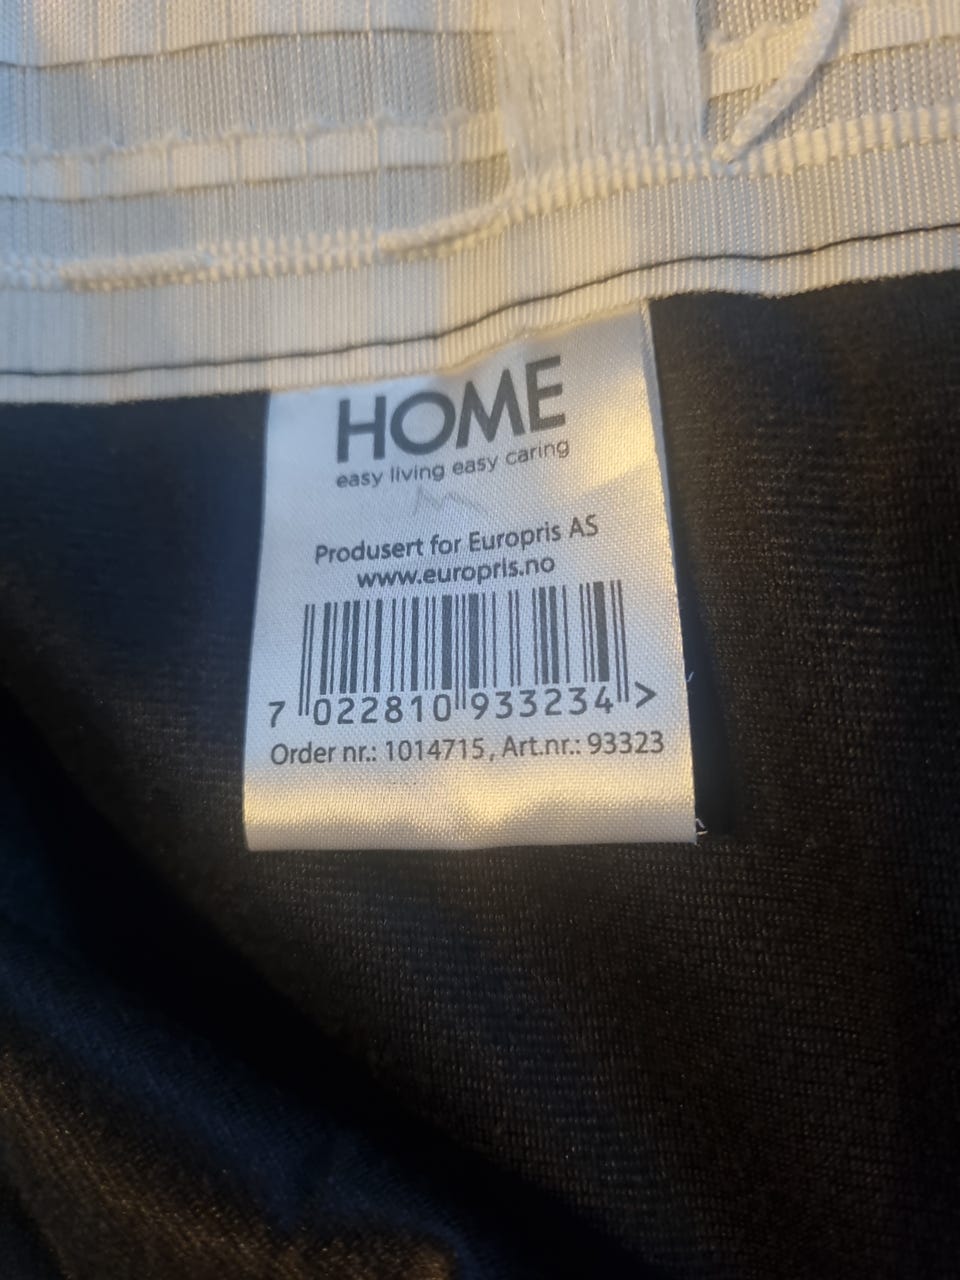 HOME
easy living easy caring
Produsert for Europris AS
www.europris.no
7 022810 933234 >
Order nr.: 1014715, Art.nr.: 93323